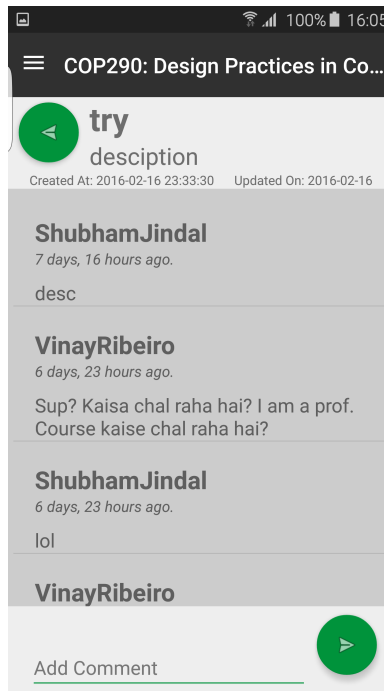 100% 16:05
COP290: Design Practices in Co...
try
desciption
Created At: 2016-02-16 23:33:30 Updated On: 2016-02-16
ShubhamJindal
7 days, 16 hours ago.
desc
VinayRibeiro
6 days, 23 hours ago.
Sup? Kaisa chal raha hai? I am a prof.
Course kaise chal raha hai?
ShubhamJindal
6 days, 23 hours ago.
lol
VinayRibeiro
Add Comment